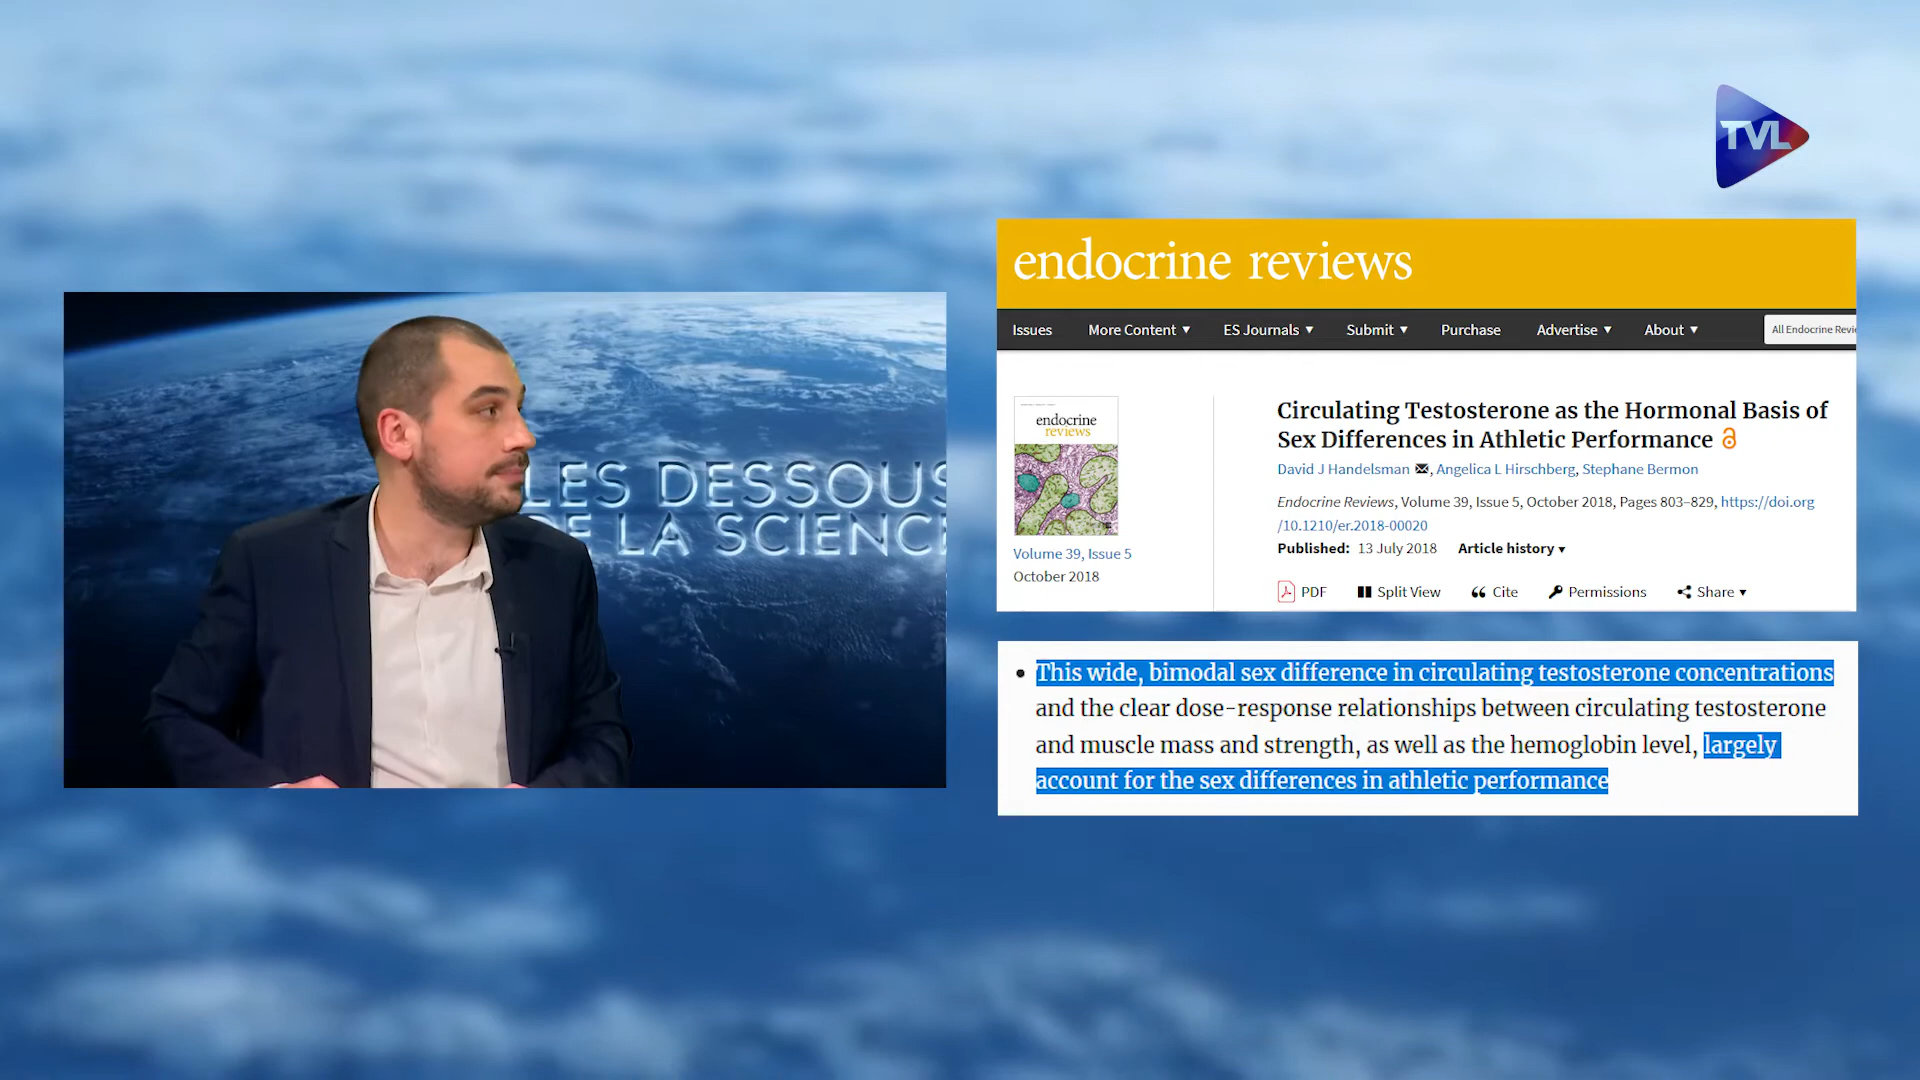 TVL
LES DESSOUS
DE LA SCIENCE
endocrine reviews
Issues More Content ▼ ES Journals ▼ Submit ▼ Purchase Advertise ▼ About ▼ All Endocrine Revie
endocrine
reviews
Volume 39, Issue 5
October 2018
Circulating Testosterone as the Hormonal Basis of
Sex Differences in Athletic Performance
David J Handelsman, Angelica L Hirschberg, Stephane Bermon
Endocrine Reviews, Volume 39, Issue 5, October 2018, Pages 803–829, https://doi.org
/10.1210/er.2018-00020
Published: 13 July 2018 Article history ▾
PDF Split View Cite Permissions Share ▾
• This wide, bimodal sex difference in circulating testosterone concentrations
and the clear dose-response relationships between circulating testosterone
and muscle mass and strength, as well as the hemoglobin level, largely
account for the sex differences in athletic performance